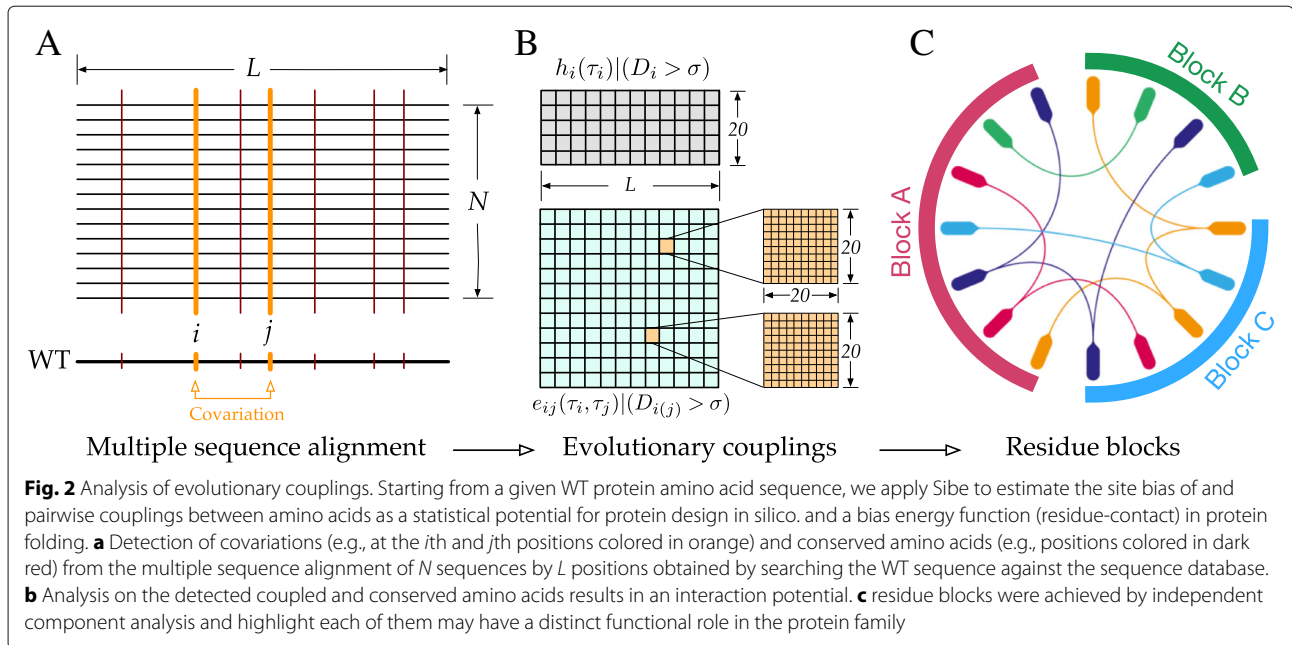 A
L
N
i
j
WT
Covariation
B
h_i(τ_i)|(D_i > σ)
20
L
20
20
20
e_{ij}(τ_i, τ_j)|(D_{i(j)} > σ)
C
Block A
Block B
Block C
Multiple sequence alignment
Evolutionary couplings
Residue blocks
Fig. 2 Analysis of evolutionary couplings. Starting from a given WT protein amino acid sequence, we apply Sibe to estimate the site bias of and
pairwise couplings between amino acids as a statistical potential for protein design in silico. and a bias energy function (residue-contact) in protein
folding. a Detection of covariations (e.g., at the ith and jth positions colored in orange) and conserved amino acids (e.g., positions colored in dark
red) from the multiple sequence alignment of N sequences by L positions obtained by searching the WT sequence against the sequence database.
b Analysis on the detected coupled and conserved amino acids results in an interaction potential. c residue blocks were achieved by independent
component analysis and highlight each of them may have a distinct functional role in the protein family